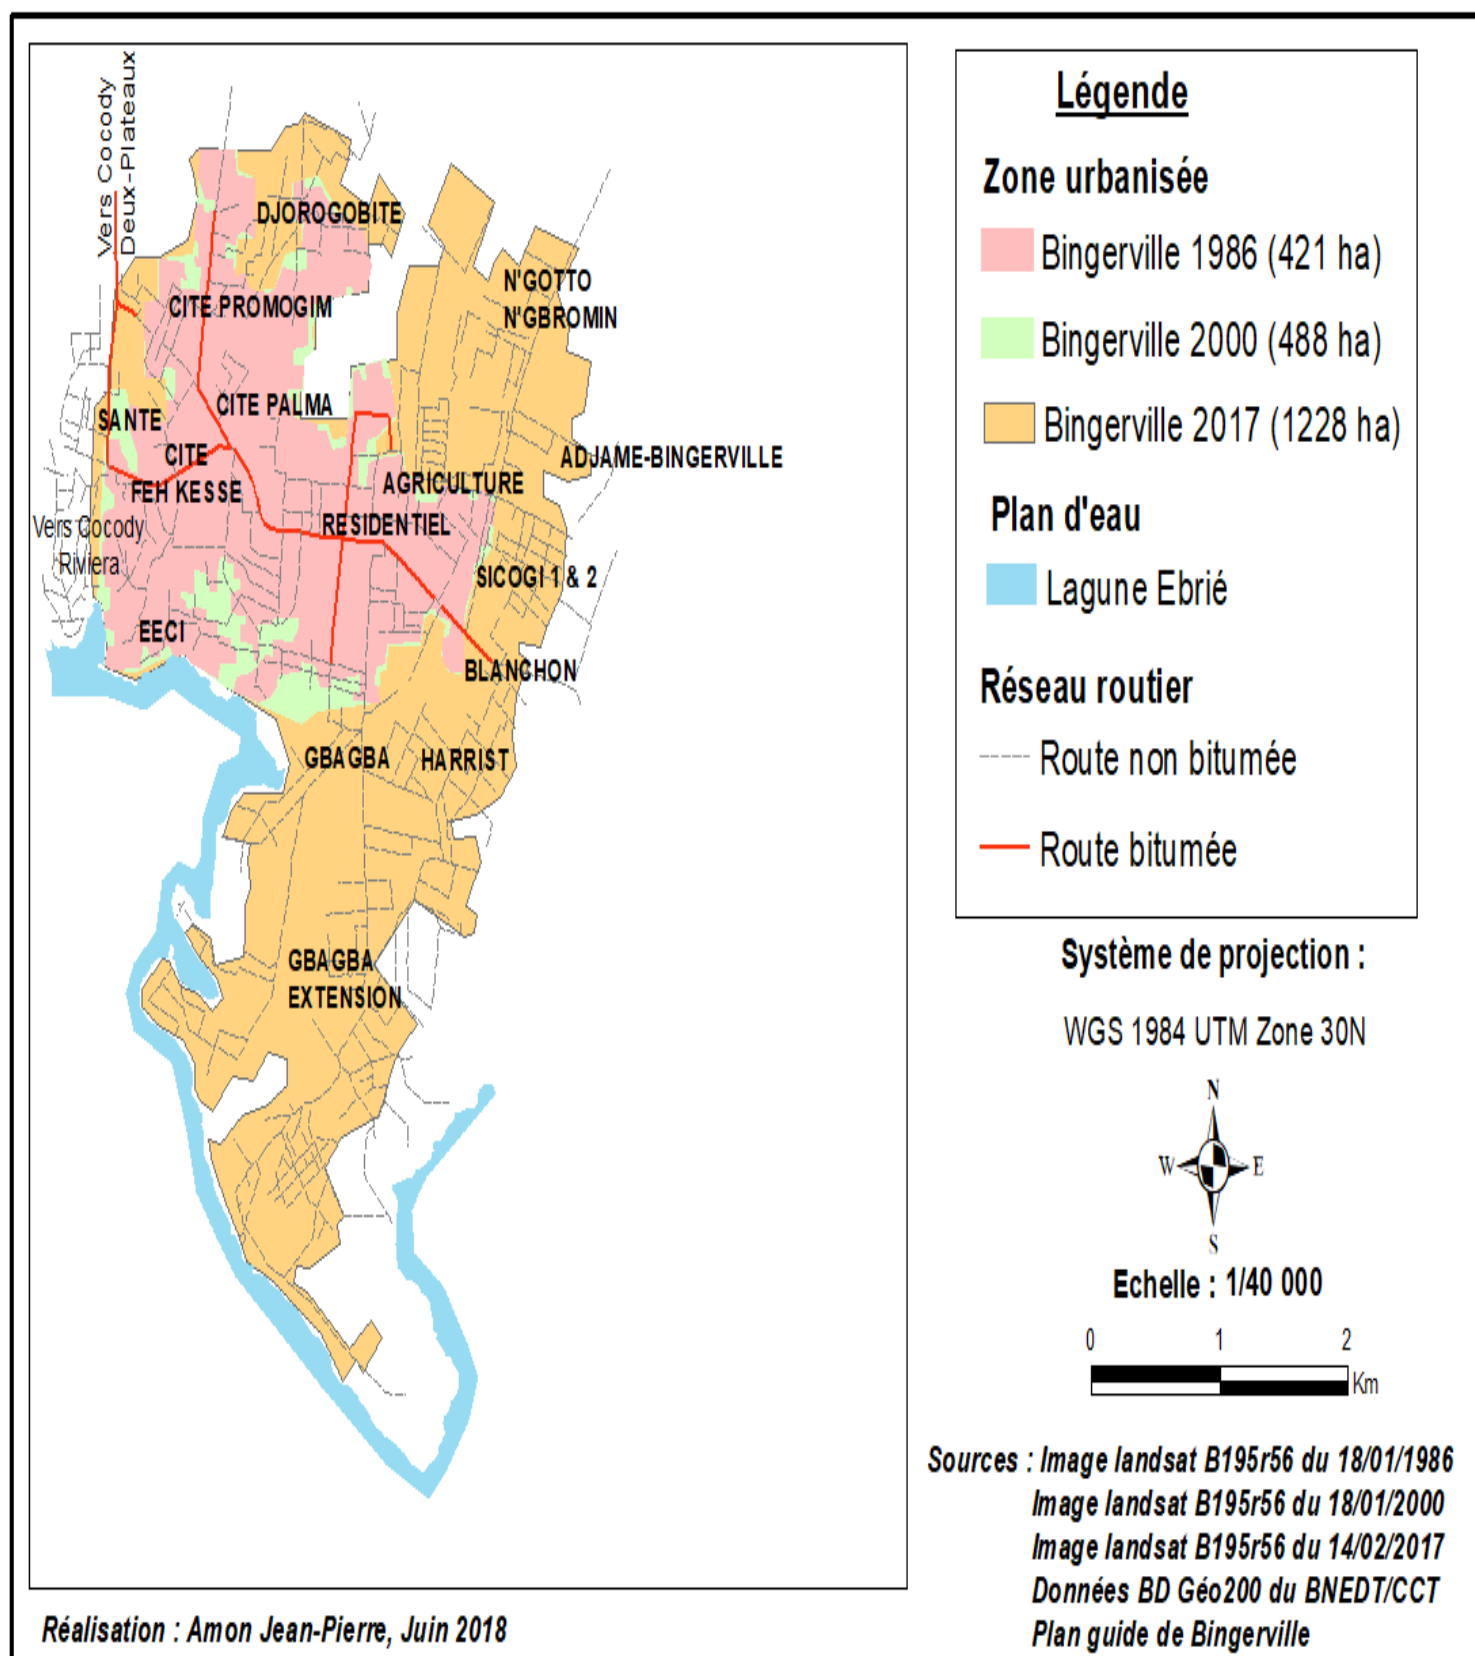 Vers Cocody
Deux-Plateaux
DJOROGOBITE
N'GOTTO
N'GBROMIN
CITE PROMOGIM
CITE PALMA
SANTE
CITE
FEH KESSE
ADJAME-BINGERVILLE
AGRICULTURE
RESIDENTIEL
Vers Cocody
Riviera
SICOGI 1 & 2
EECI
BLANCHON
GBAGBA
HARRIST
GBAGBA
EXTENSION
Légende
Zone urbanisée
Bingerville 1986 (421 ha)
Bingerville 2000 (488 ha)
Bingerville 2017 (1228 ha)
Plan d'eau
Lagune Ebrié
Réseau routier
Route non bitumée
Route bitumée
Système de projection :
WGS 1984 UTM Zone 30N
N
W E
S
Echelle : 1/40 000
0 1 2
Km
Sources : Image landsat B195r56 du 18/01/1986
Image landsat B195r56 du 18/01/2000
Image landsat B195r56 du 14/02/2017
Données BD Géo200 du BNEDT/CCT
Plan guide de Bingerville
Réalisation : Amon Jean-Pierre, Juin 2018